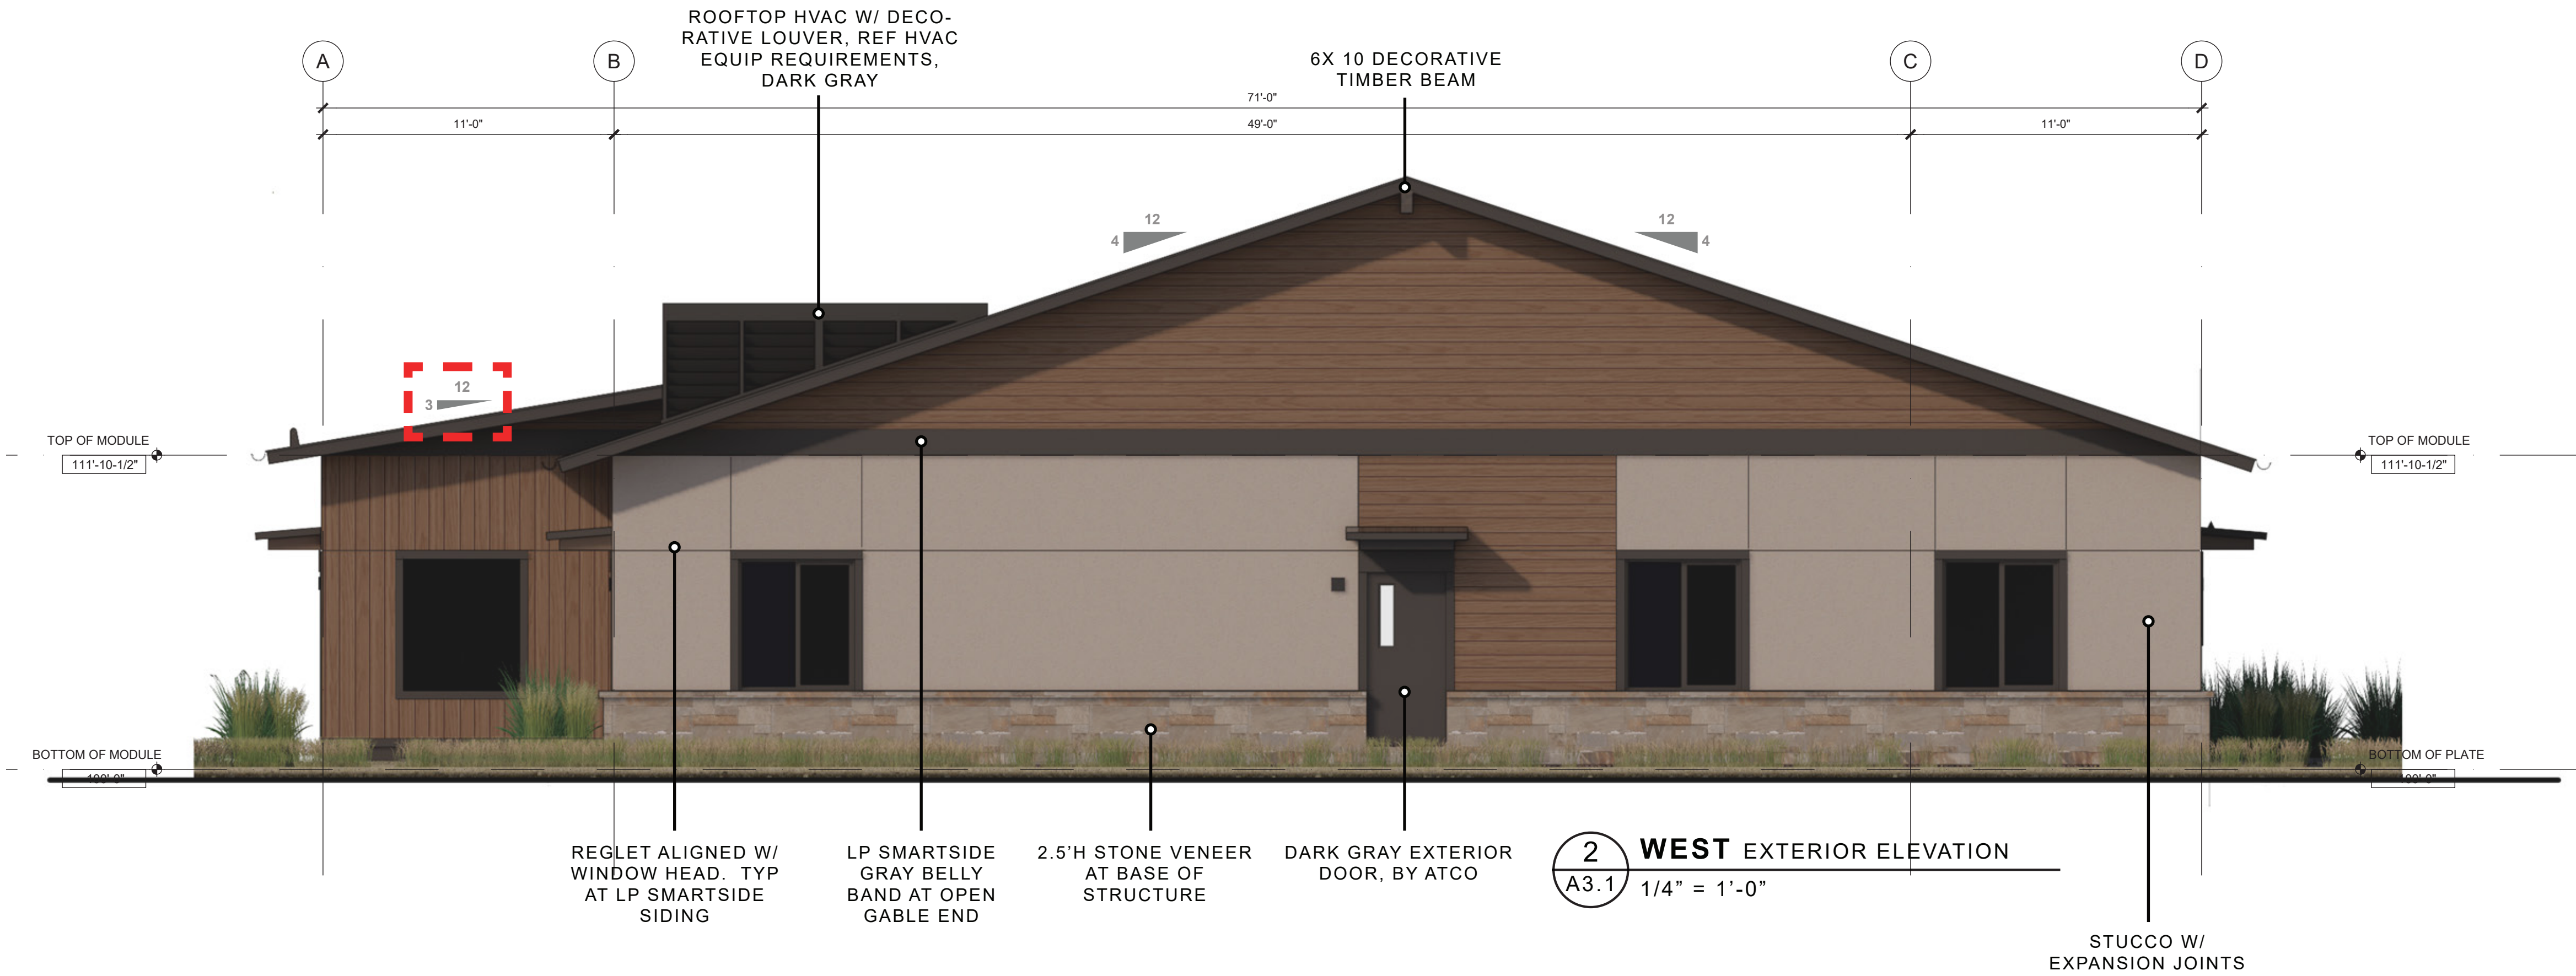 ROOFTOP HVAC W/ DECO-
RATIVE LOUVER, REF HVAC
EQUIP REQUIREMENTS,
DARK GRAY
6X 10 DECORATIVE
TIMBER BEAM
A
B
C
D
71'-0"
11'-0"
49'-0"
11'-0"
12
4
12
4
12
3
TOP OF MODULE
111'-10-1/2"
TOP OF MODULE
111'-10-1/2"
BOTTOM OF MODULE
100'-0"
BOTTOM OF PLATE
100'-0"
REGLET ALIGNED W/
WINDOW HEAD. TYP
AT LP SMARTSIDE
SIDING
LP SMARTSIDE
GRAY BELLY
BAND AT OPEN
GABLE END
2.5’H STONE VENEER
AT BASE OF
STRUCTURE
DARK GRAY EXTERIOR
DOOR, BY ATCO
2
A3.1
WEST EXTERIOR ELEVATION
1/4” = 1’-0”
STUCCO W/
EXPANSION JOINTS